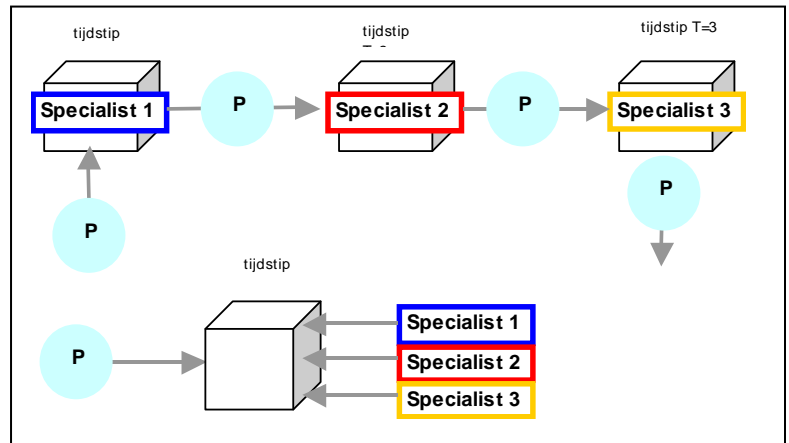 tijdstip
tijdstip
tijdstip T=3
Specialist 1
P
Specialist 2
P
Specialist 3
P
P
tijdstip
P
Specialist 1
Specialist 2
Specialist 3